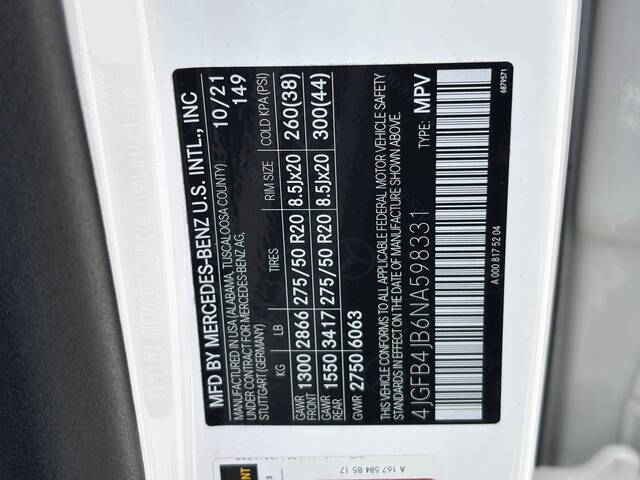 MFD BY MERCEDES-BENZ U.S. INTL., INC 10/21
MANUFACTURED IN USA (ALABAMA, TUSCALOOSA COUNTY) 149
UNDER CONTRACT FOR MERCEDES-BENZ AG,
STUTTGART (GERMANY)
KG LB TIRES RIM SIZE COLD KPA (PSI)
GAWR FRONT 1300 2866 275/50 R20 8.5Jx20 260(38)
GAWR REAR 1550 3417 275/50 R20 8.5Jx20 300(44)
GVWR 2750 6063
THIS VEHICLE CONFORMS TO ALL APPLICABLE FEDERAL MOTOR VEHICLE SAFETY
STANDARDS IN EFFECT ON THE DATE OF MANUFACTURE SHOWN ABOVE.
4JGFB4JB6NA598331 TYPE: MPV
A 000 817 52 04 6879571
A 167 584 85 17